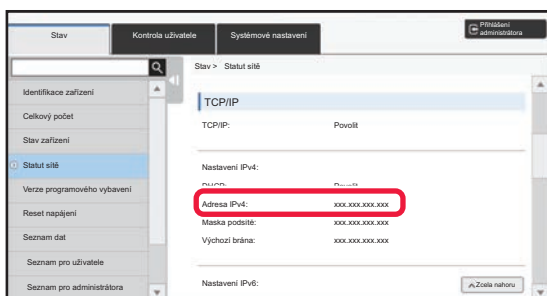 Stav
Kontrola uživatele
Systémové nastavení
Přihlášení
administrátora
Stav > Statut sítě
Identifikace zařízení
Celkový počet
Stav zařízení
Statut sítě
Verze programového vybavení
Reset napájení
Seznam dat
Seznam pro uživatele
Seznam pro administrátora
TCP/IP
TCP/IP: Povolit
Nastavení IPv4:
DHCP: Povolit
Adresa IPv4: xxx.xxx.xxx.xxx
Maska podsítě: xxx.xxx.xxx.xxx
Výchozí brána: xxx.xxx.xxx.xxx
Nastavení IPv6:
Zcela nahoru